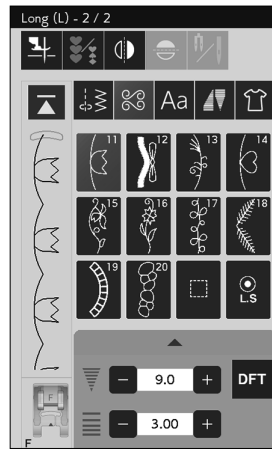 Long (L) - 2 / 2
Aa
11 12 13 14
15 16 17 18
19 20
L.S
F
9.0 DFT
3.00
F